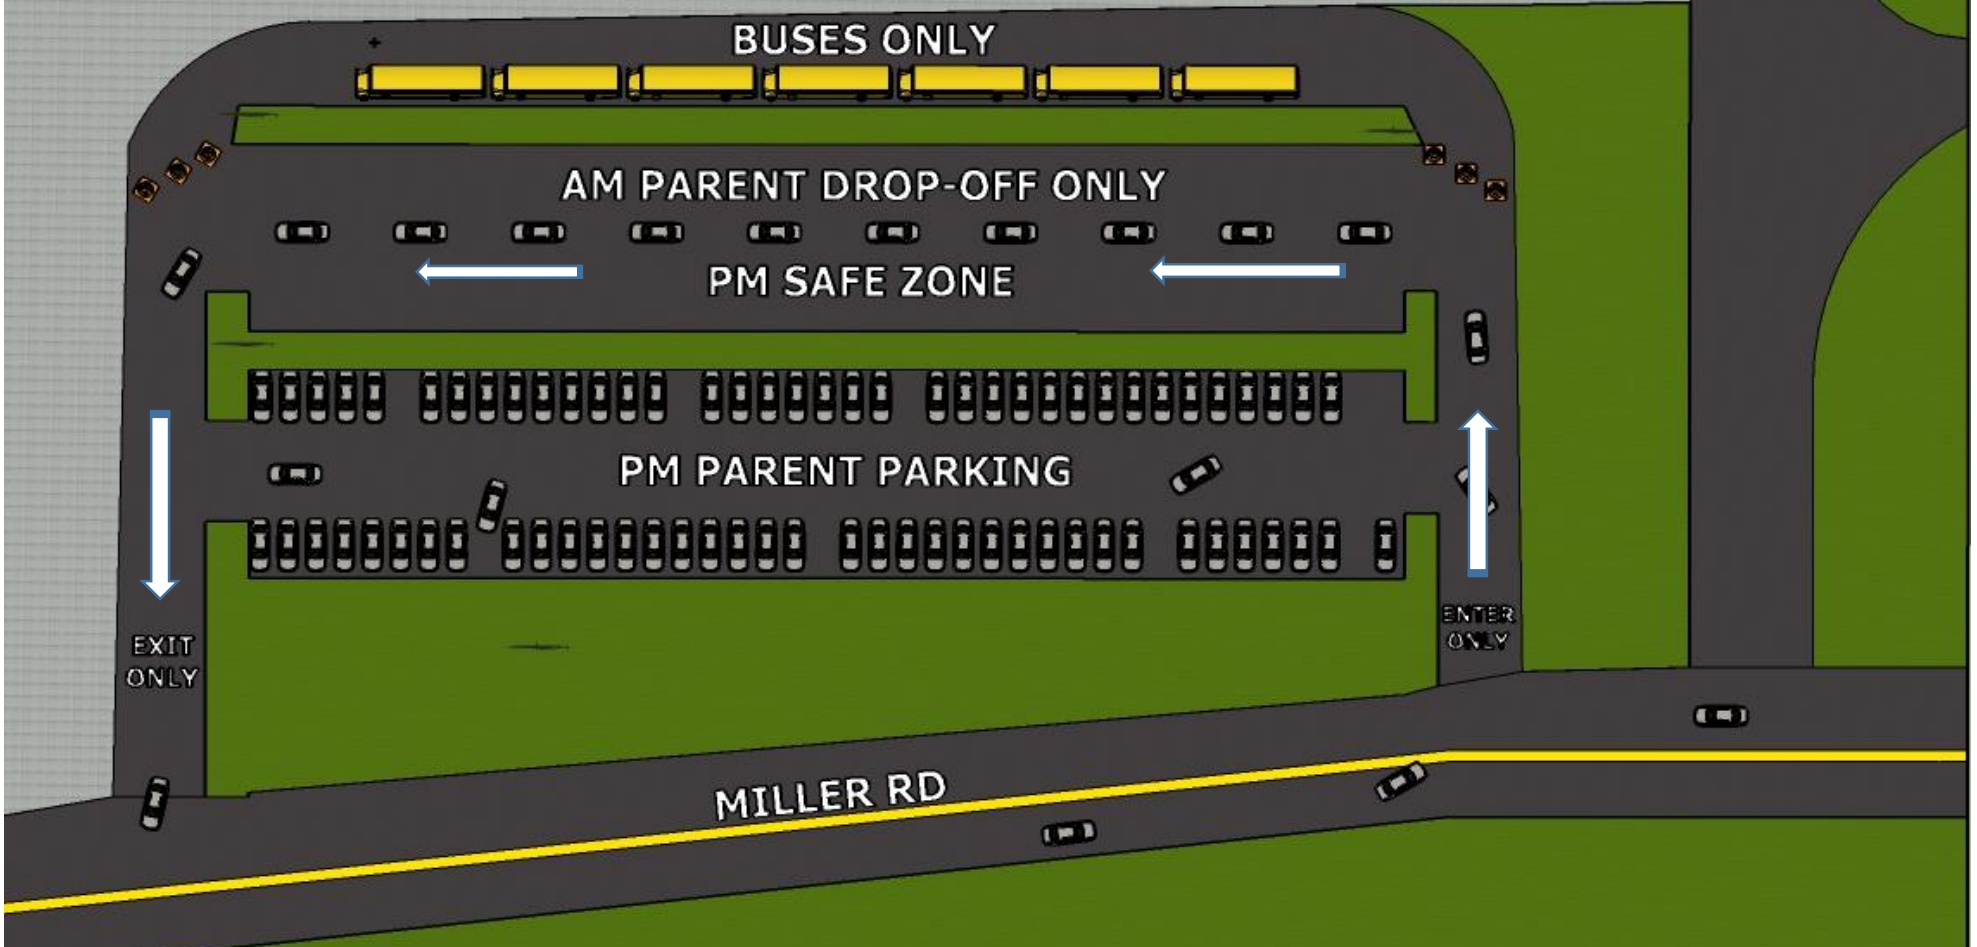 BUSES ONLY
AM PARENT DROP-OFF ONLY
PM SAFE ZONE
PM PARENT PARKING
ENTER
ONLY
EXIT
ONLY
MILLER RD